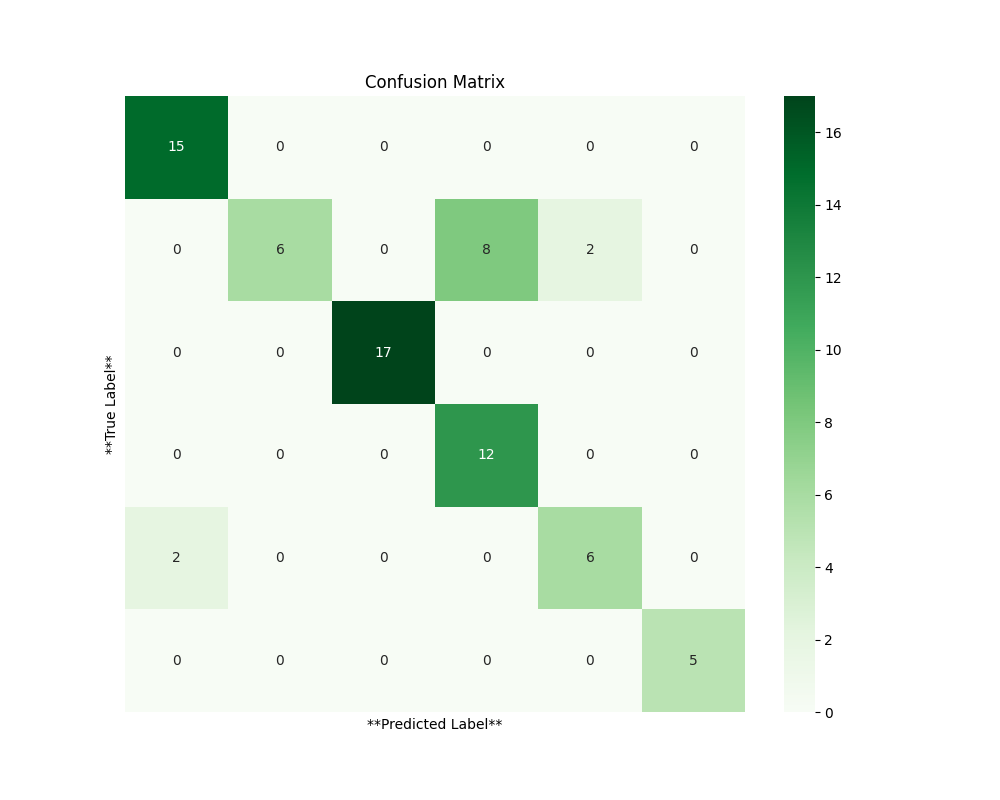 Confusion Matrix
15 0 0 0 0 0
0 6 0 8 2 0
0 0 17 0 0 0
0 0 0 12 0 0
2 0 0 0 6 0
0 0 0 0 0 5
**True Label**
**Predicted Label**
16
14
12
10
8
6
4
2
0